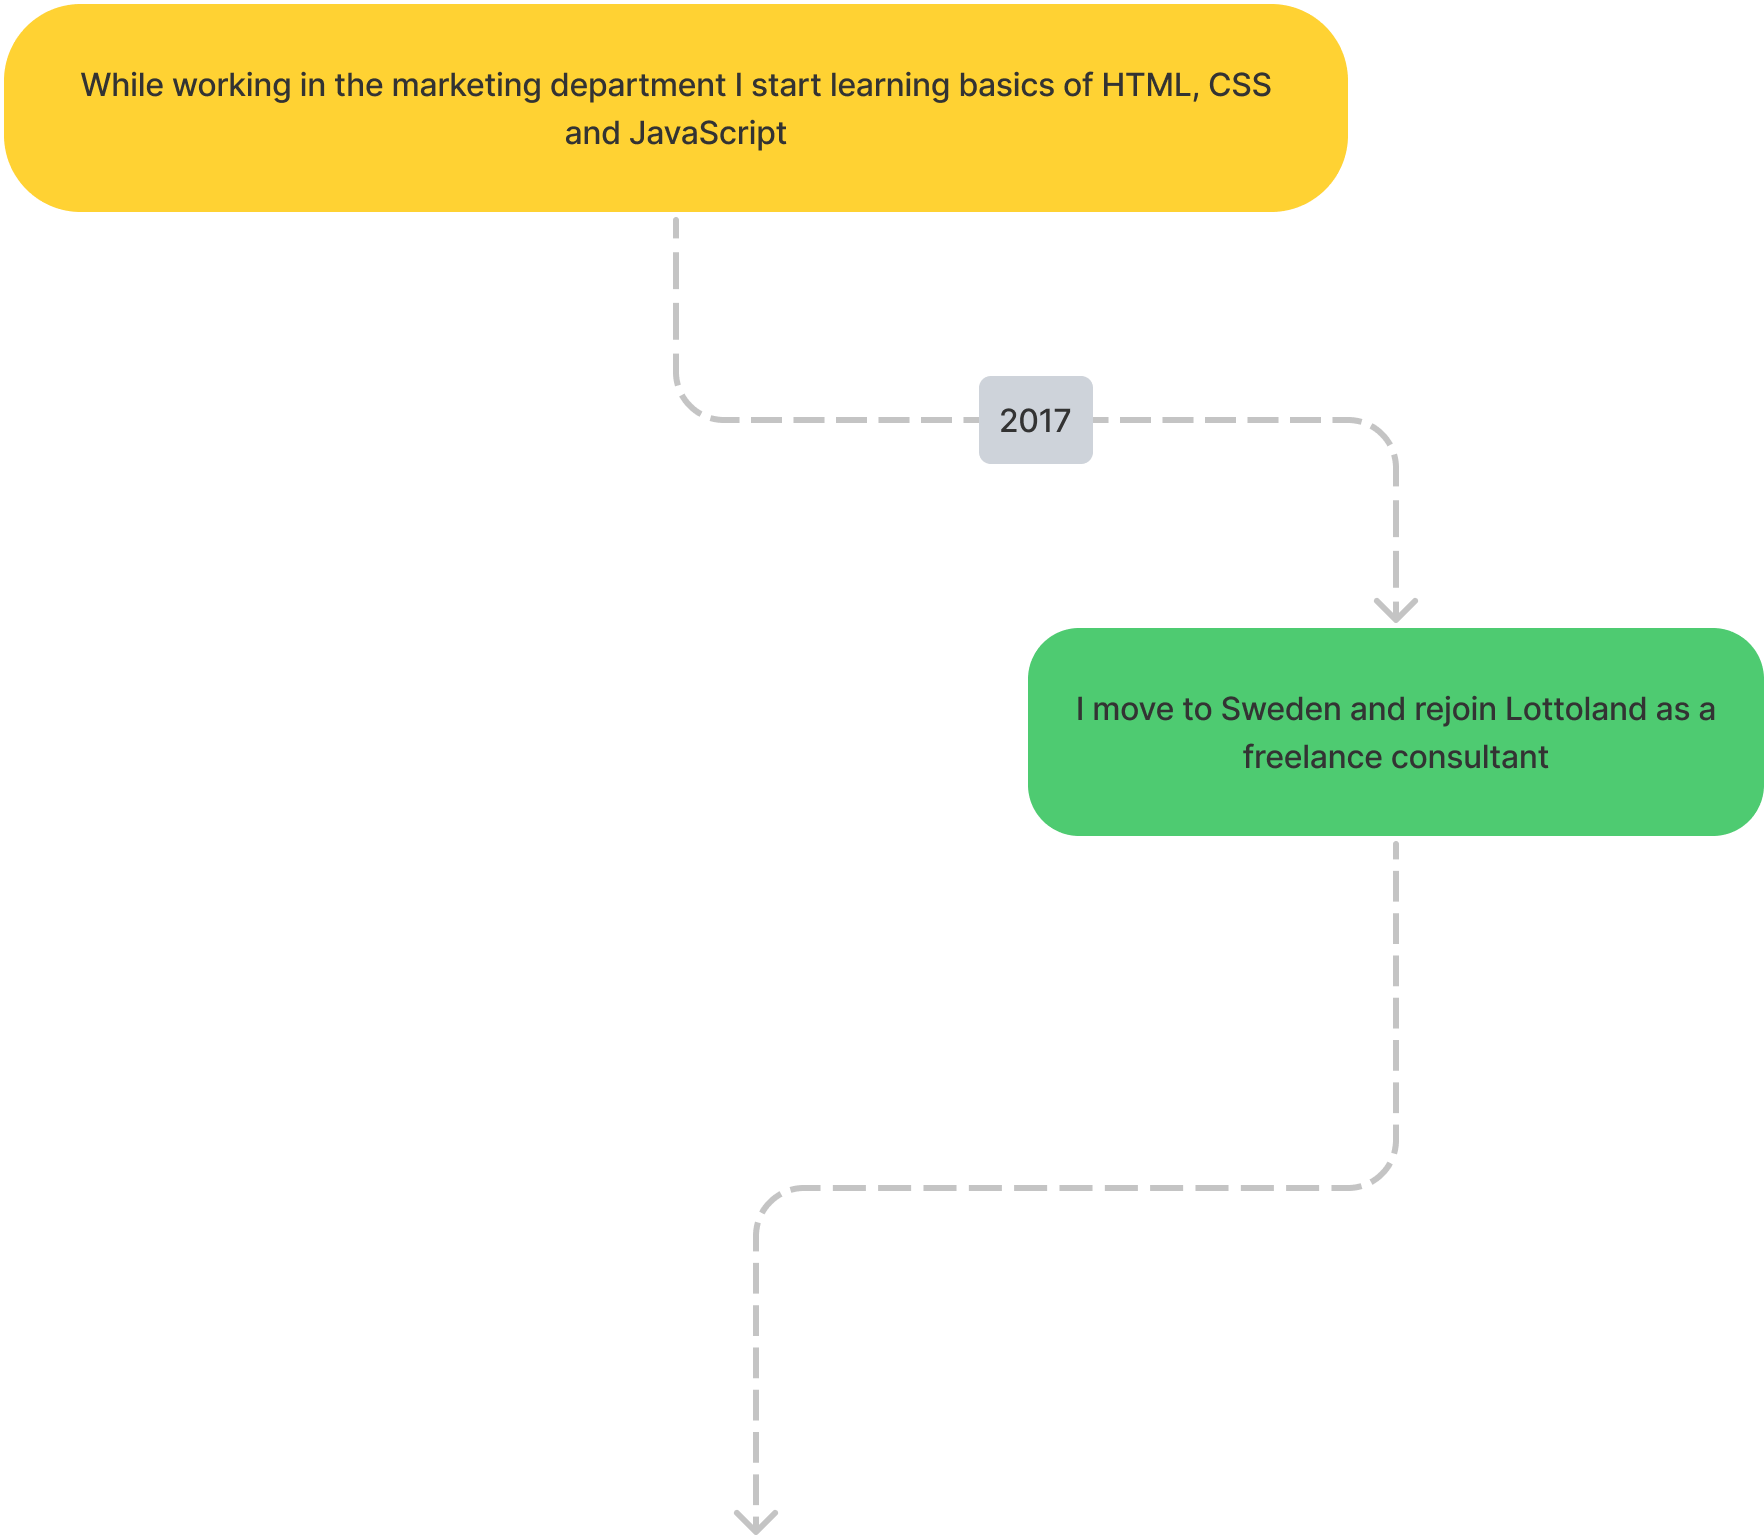 While working in the marketing department I start learning basics of HTML, CSS
and JavaScript
2017
I move to Sweden and rejoin Lottoland as a
freelance consultant